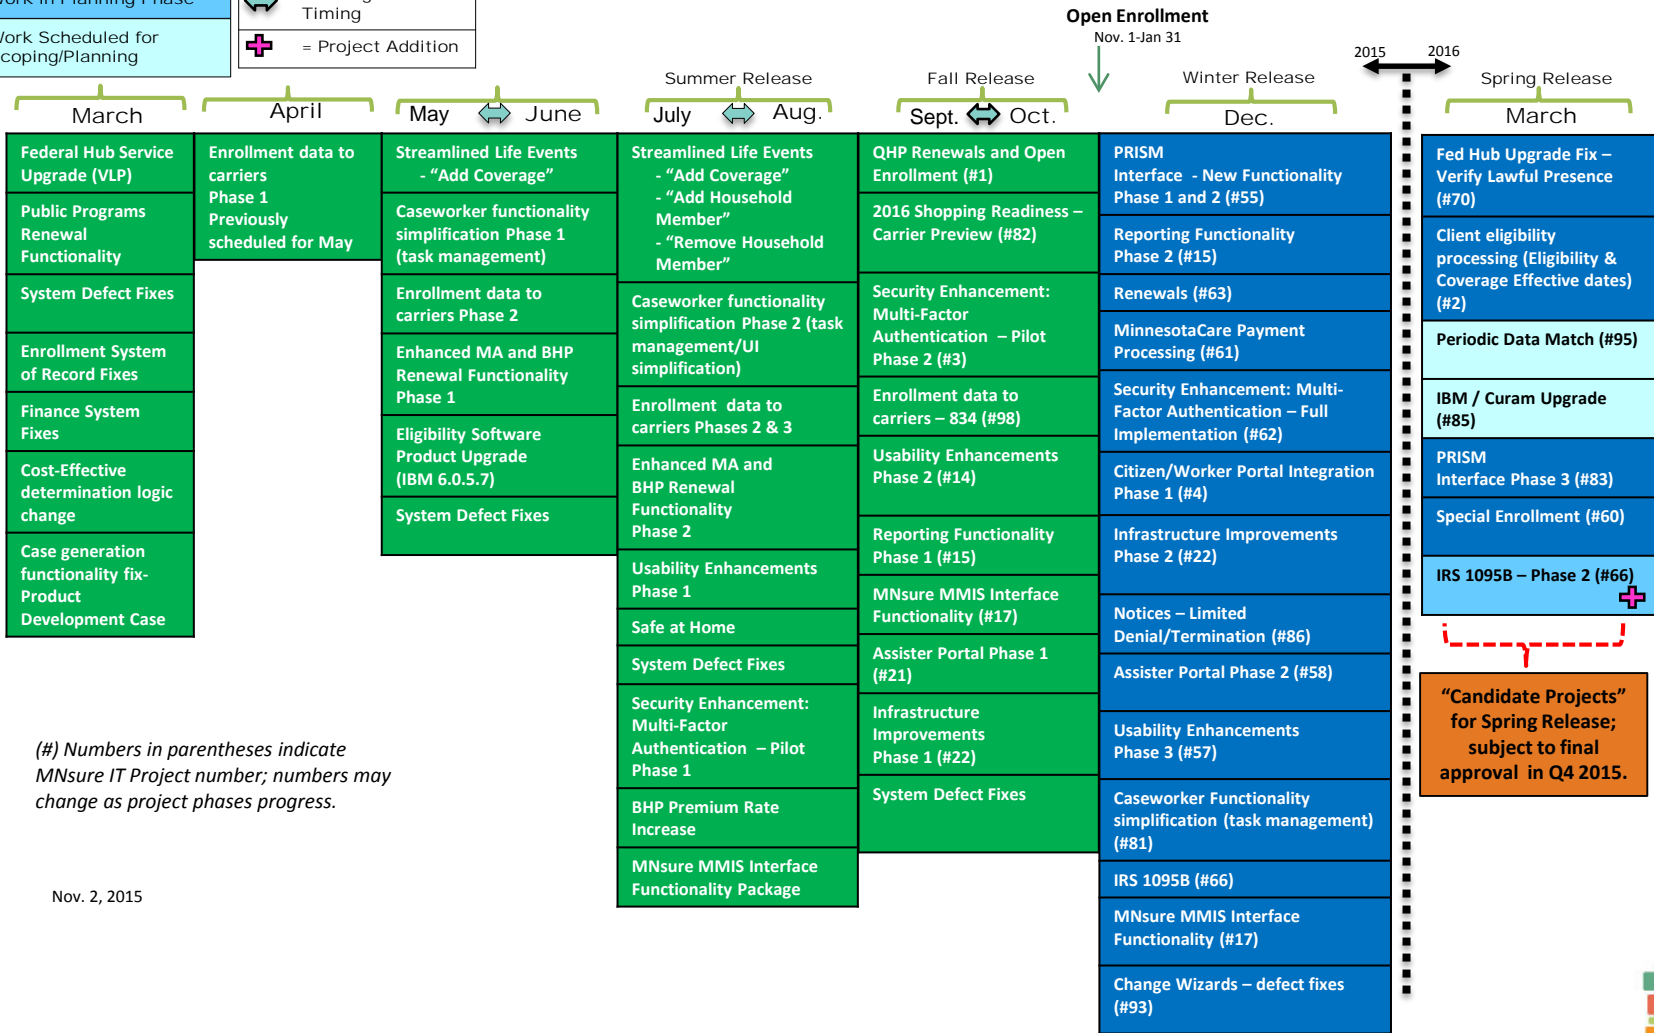 Work in Planning Phase
Work Scheduled for
Scoping/Planning
Timing
= Project Addition
Open Enrollment
Nov. 1-Jan 31
2015
2016
Summer Release
Fall Release
Winter Release
Spring Release
March
April
May
June
July
Aug.
Sept.
Oct.
Dec.
March
Federal Hub Service
Upgrade (VLP)
Public Programs
Renewal
Functionality
System Defect Fixes
Enrollment System
of Record Fixes
Finance System
Fixes
Cost-Effective
determination logic
change
Case generation
functionality fix-
Product
Development Case
Enrollment data to
carriers
Phase 1
Previously
scheduled for May
Streamlined Life Events
- “Add Coverage”
Caseworker functionality
simplification Phase 1
(task management)
Enrollment data to
carriers Phase 2
Enhanced MA and BHP
Renewal Functionality
Phase 1
Eligibility Software
Product Upgrade
(IBM 6.0.5.7)
System Defect Fixes
Streamlined Life Events
- “Add Coverage”
- “Add Household
Member”
- “Remove Household
Member”
Caseworker functionality
simplification Phase 2 (task
management/UI
simplification)
Enrollment data to
carriers Phases 2 & 3
Enhanced MA and
BHP Renewal
Functionality
Phase 2
Usability Enhancements
Phase 1
Safe at Home
System Defect Fixes
Security Enhancement:
Multi-Factor
Authentication – Pilot
Phase 1
BHP Premium Rate
Increase
MNsure MMIS Interface
Functionality Package
QHP Renewals and Open
Enrollment (#1)
2016 Shopping Readiness –
Carrier Preview (#82)
Security Enhancement:
Multi-Factor
Authentication – Pilot
Phase 2 (#3)
Enrollment data to
carriers – 834 (#98)
Usability Enhancements
Phase 2 (#14)
Reporting Functionality
Phase 1 (#15)
MNsure MMIS Interface
Functionality (#17)
Assister Portal Phase 1
(#21)
Infrastructure
Improvements
Phase 1 (#22)
System Defect Fixes
PRISM
Interface - New Functionality
Phase 1 and 2 (#55)
Reporting Functionality
Phase 2 (#15)
Renewals (#63)
MinnesotaCare Payment
Processing (#61)
Security Enhancement: Multi-
Factor Authentication – Full
Implementation (#62)
Citizen/Worker Portal Integration
Phase 1 (#4)
Infrastructure Improvements
Phase 2 (#22)
Notices – Limited
Denial/Termination (#86)
Assister Portal Phase 2 (#58)
Usability Enhancements
Phase 3 (#57)
Caseworker Functionality
simplification (task management)
(#81)
IRS 1095B (#66)
MNsure MMIS Interface
Functionality (#17)
Change Wizards – defect fixes
(#93)
Fed Hub Upgrade Fix –
Verify Lawful Presence
(#70)
Client eligibility
processing (Eligibility &
Coverage Effective dates)
(#2)
Periodic Data Match (#95)
IBM / Curam Upgrade
(#85)
PRISM
Interface Phase 3 (#83)
Special Enrollment (#60)
IRS 1095B – Phase 2 (#66)
“Candidate Projects”
for Spring Release;
subject to final
approval in Q4 2015.
(#) Numbers in parentheses indicate
MNsure IT Project number; numbers may
change as project phases progress.
Nov. 2, 2015